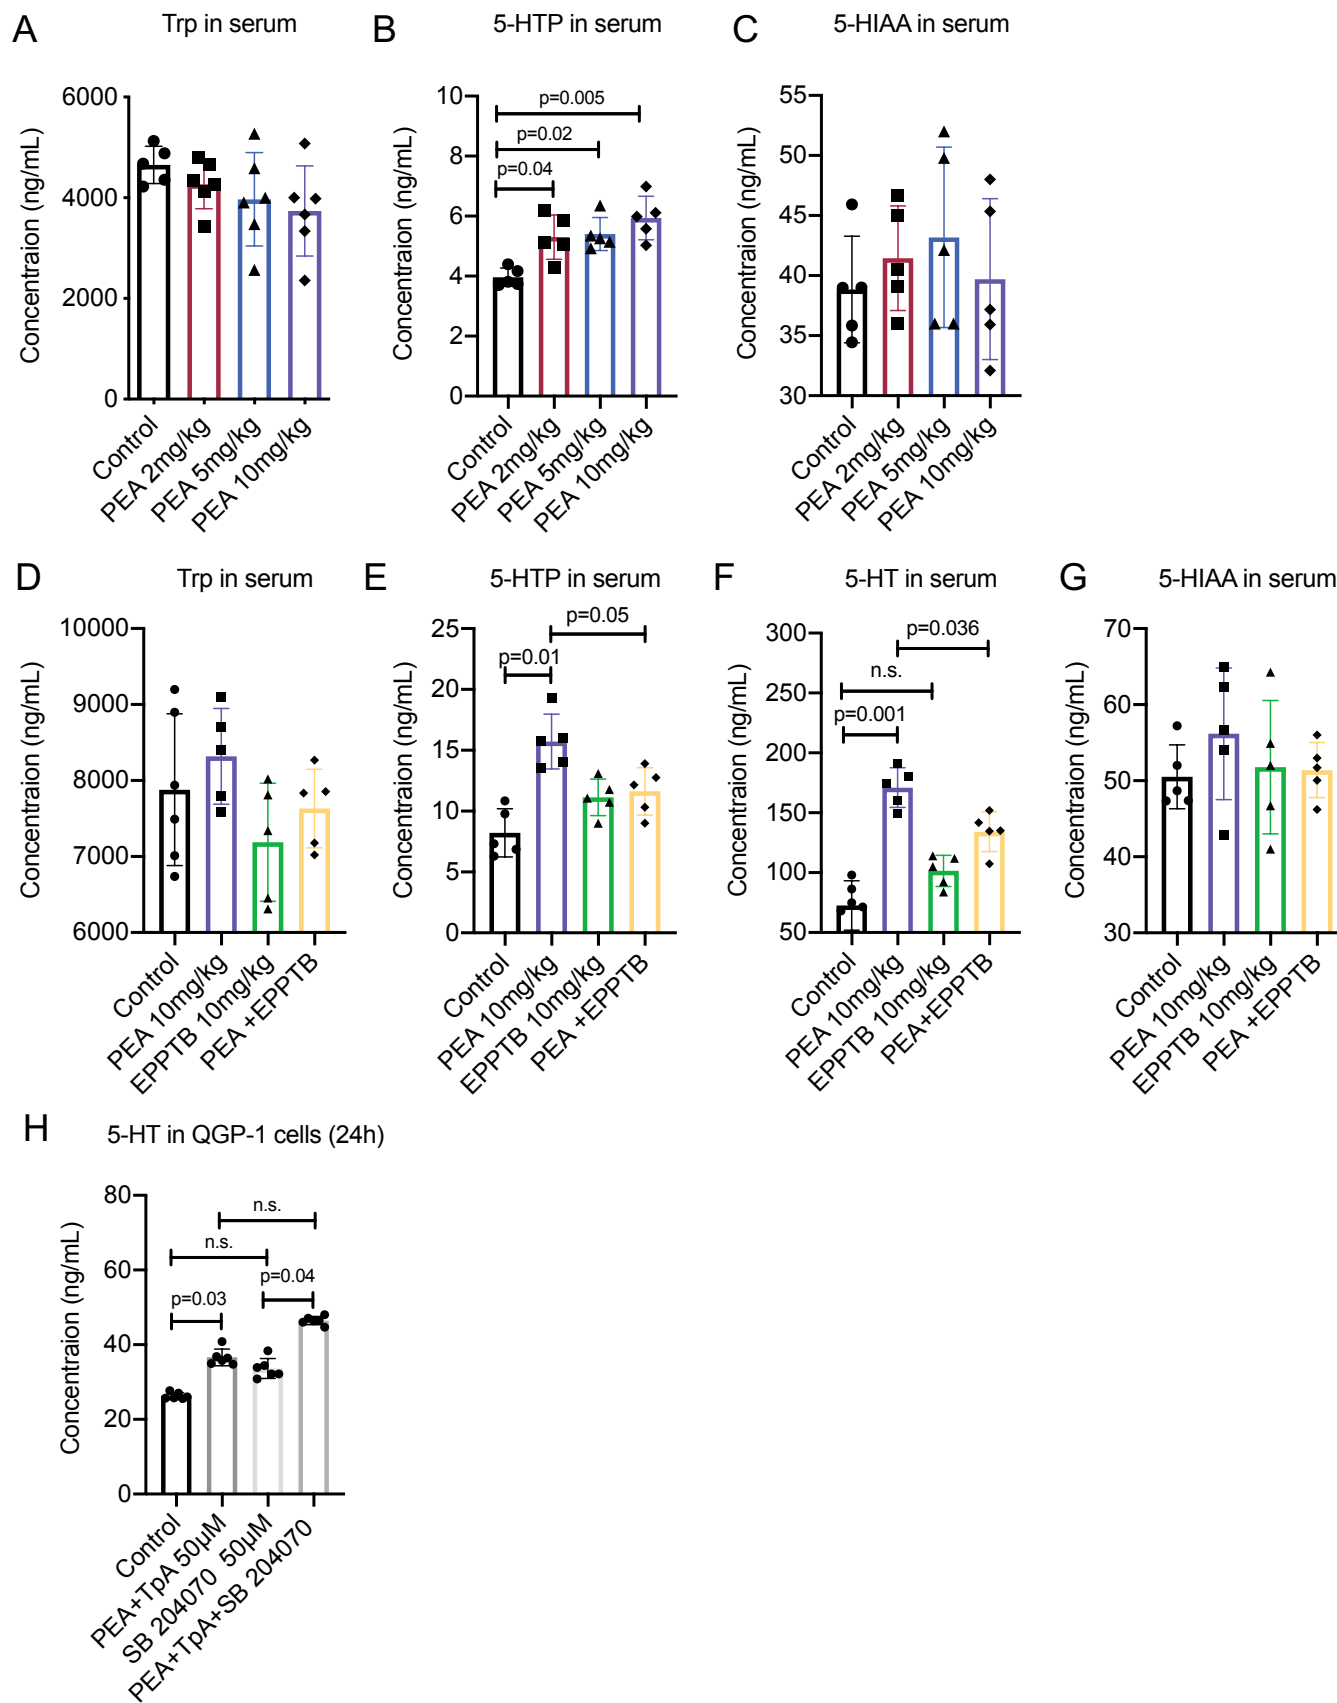 A Trp in serum
Concentraion (ng/mL)
6000
4000
2000
0
Control
PEA 2mg/kg
PEA 5mg/kg
PEA 10mg/kg
B 5-HTP in serum
Concentraion (ng/mL)
10
8
6
4
2
0
p=0.005
p=0.02
p=0.04
Control
PEA 2mg/kg
PEA 5mg/kg
PEA 10mg/kg
C 5-HIAA in serum
Concentraion (ng/mL)
55
50
45
40
35
30
Control
PEA 2mg/kg
PEA 5mg/kg
PEA 10mg/kg
D Trp in serum
Concentraion (ng/mL)
10000
9000
8000
7000
6000
Control
PEA 10mg/kg
EPPTB 10mg/kg
PEA +EPPTB
E 5-HTP in serum
Concentraion (ng/mL)
25
20
15
10
5
0
p=0.05
p=0.01
Control
PEA 10mg/kg
EPPTB 10mg/kg
PEA +EPPTB
F 5-HT in serum
Concentraion (ng/mL)
300
250
200
150
100
50
p=0.036
n.s.
p=0.001
Control
PEA 10mg/kg
EPPTB 10mg/kg
PEA +EPPTB
G 5-HIAA in serum
Concentraion (ng/mL)
70
60
50
40
30
Control
PEA 10mg/kg
EPPTB 10mg/kg
PEA +EPPTB
H 5-HT in QGP-1 cells (24h)
Concentraion (ng/mL)
80
60
40
20
0
n.s.
n.s.
p=0.04
p=0.03
Control
PEA+TpA 50μM
SB 204070 50μM
PEA+TpA+SB 204070